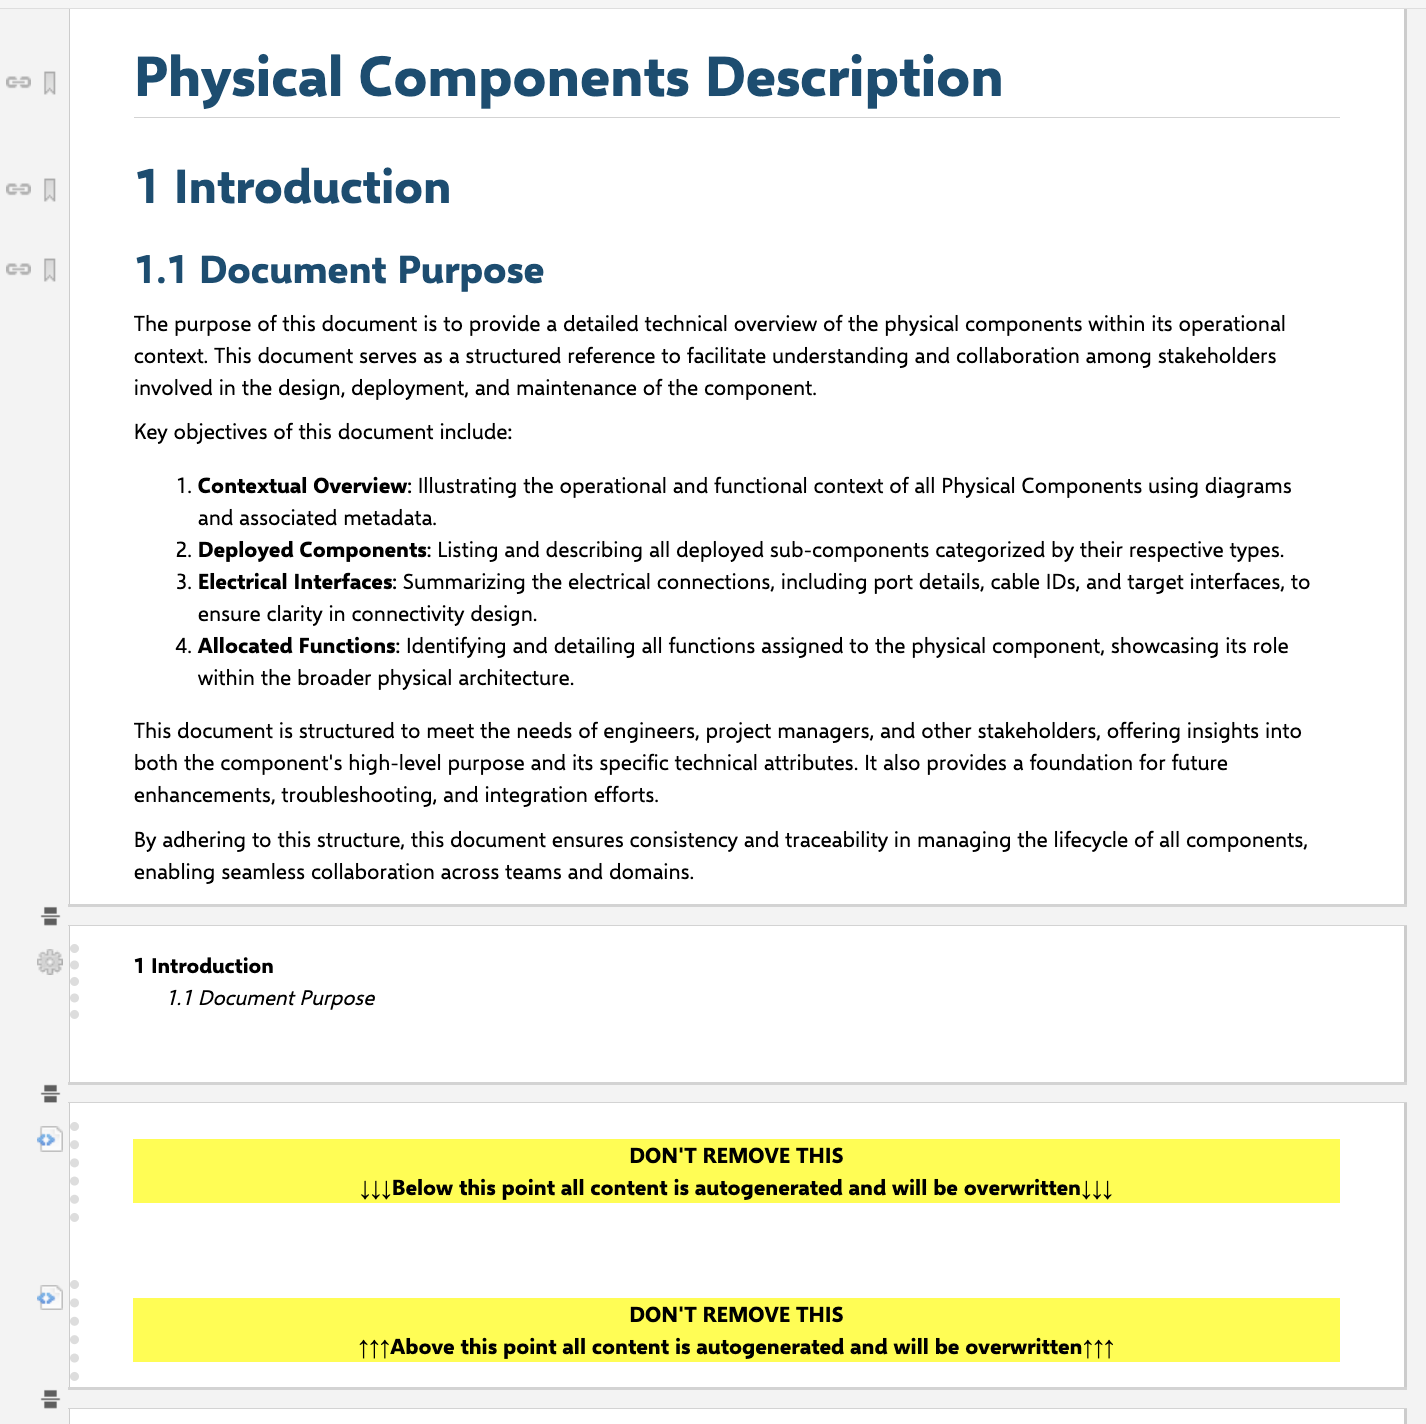 Physical Components Description
1 Introduction
1.1 Document Purpose
The purpose of this document is to provide a detailed technical overview of the physical components within its operational
context. This document serves as a structured reference to facilitate understanding and collaboration among stakeholders
involved in the design, deployment, and maintenance of the component.
Key objectives of this document include:
1. Contextual Overview: Illustrating the operational and functional context of all Physical Components using diagrams
and associated metadata.
2. Deployed Components: Listing and describing all deployed sub-components categorized by their respective types.
3. Electrical Interfaces: Summarizing the electrical connections, including port details, cable IDs, and target interfaces, to
ensure clarity in connectivity design.
4. Allocated Functions: Identifying and detailing all functions assigned to the physical component, showcasing its role
within the broader physical architecture.
This document is structured to meet the needs of engineers, project managers, and other stakeholders, offering insights into
both the component's high-level purpose and its specific technical attributes. It also provides a foundation for future
enhancements, troubleshooting, and integration efforts.
By adhering to this structure, this document ensures consistency and traceability in managing the lifecycle of all components,
enabling seamless collaboration across teams and domains.
1 Introduction
1.1 Document Purpose
DON'T REMOVE THIS
↓↓↓Below this point all content is autogenerated and will be overwritten↓↓↓
DON'T REMOVE THIS
↑↑↑Above this point all content is autogenerated and will be overwritten↑↑↑